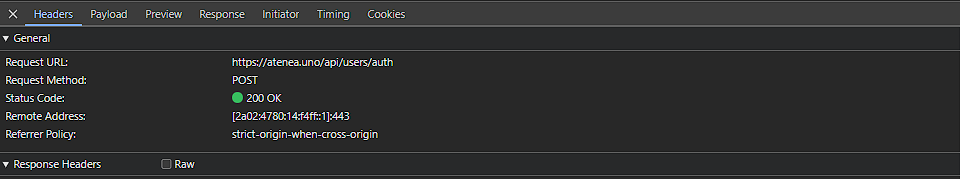 Headers Payload Preview Response Initiator Timing Cookies
General
Request URL: https://atenea.uno/api/users/auth
Request Method: POST
Status Code: 200 OK
Remote Address: [2a02:4780:14:f4ff::1]:443
Referrer Policy: strict-origin-when-cross-origin
Response Headers Raw